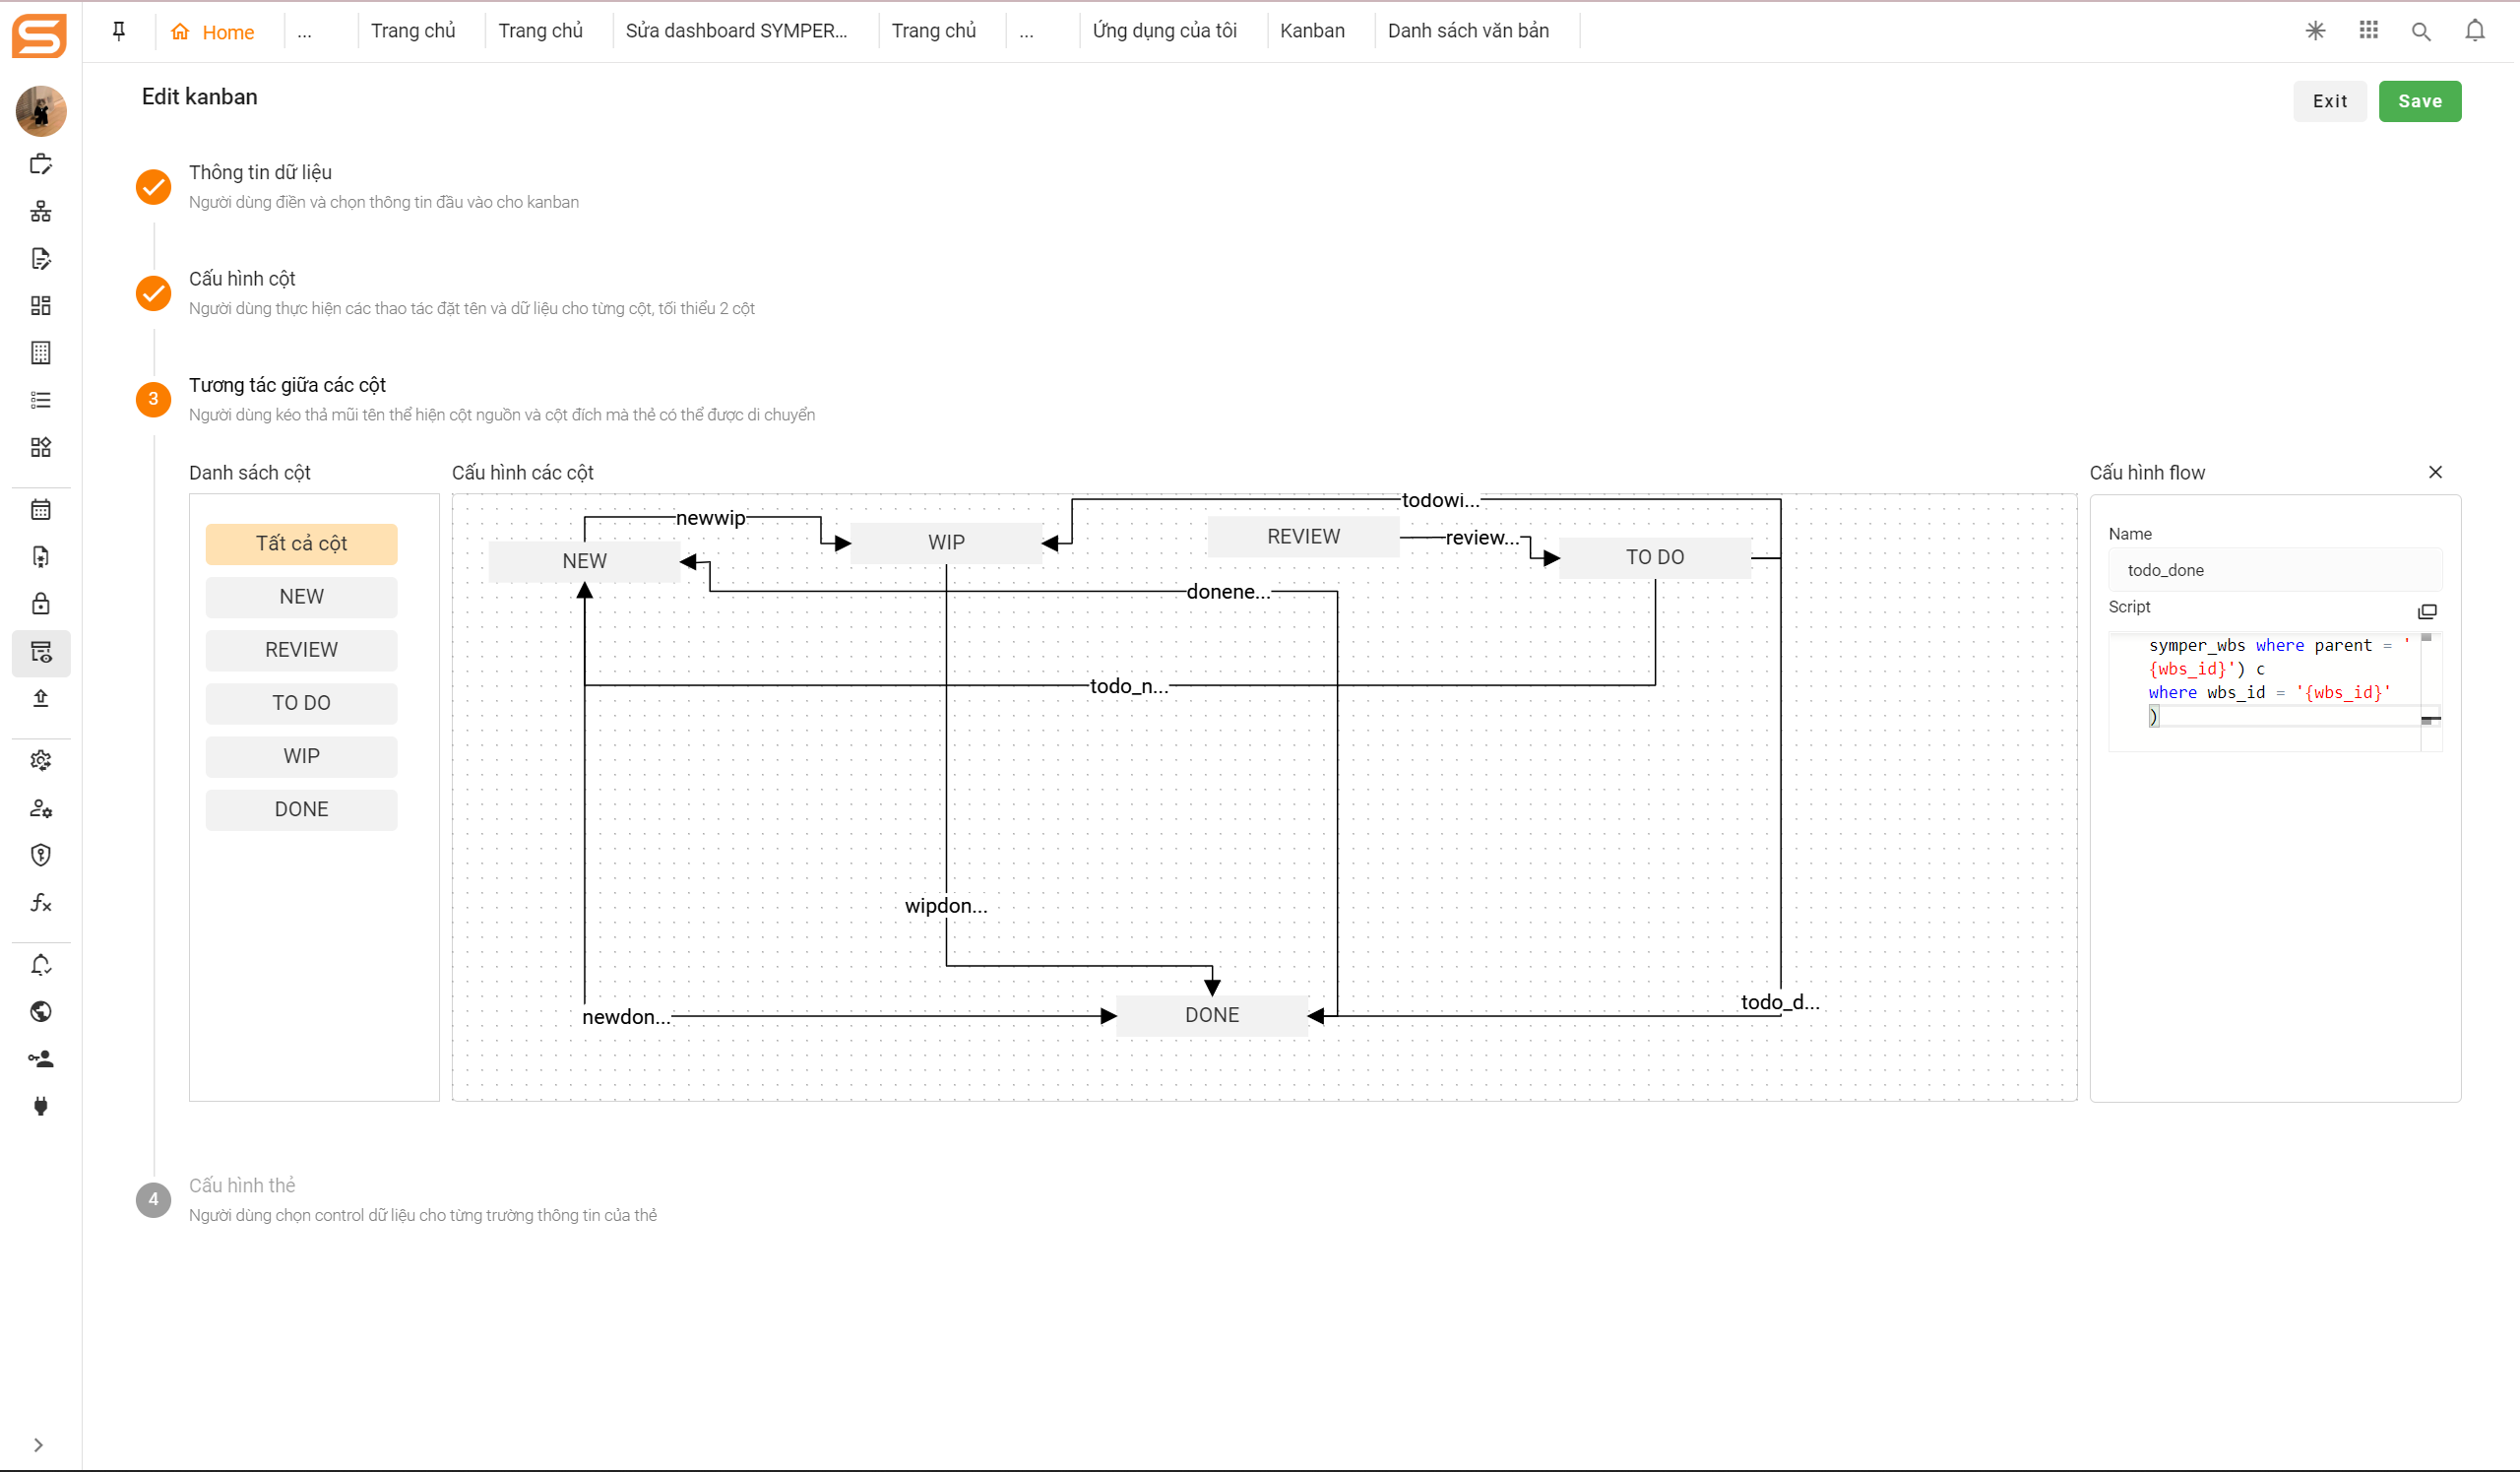 Home
...
Trang chủ
Trang chủ
Sửa dashboard SYMPER...
Trang chủ
...
Ứng dụng của tôi
Kanban
Danh sách văn bản
Edit kanban
Exit
Save
Thông tin dữ liệu
Người dùng điền và chọn thông tin đầu vào cho kanban
Cấu hình cột
Người dùng thực hiện các thao tác đặt tên và dữ liệu cho từng cột, tối thiểu 2 cột
3
Tương tác giữa các cột
Người dùng kéo thả mũi tên thể hiện cột nguồn và cột đích mà thẻ có thể được di chuyển
Danh sách cột
Tất cả cột
NEW
REVIEW
TO DO
WIP
DONE
Cấu hình các cột
todowi...
newwip
WIP
REVIEW
review...
NEW
TO DO
donene...
todo_n...
wipdon...
todo_d...
newdon...
DONE
Cấu hình flow
Name
todo_done
Script
symper_wbs where parent = '
{wbs_id}') c
where wbs_id = '{wbs_id}'
)
4
Cấu hình thẻ
Người dùng chọn control dữ liệu cho từng trường thông tin của thẻ